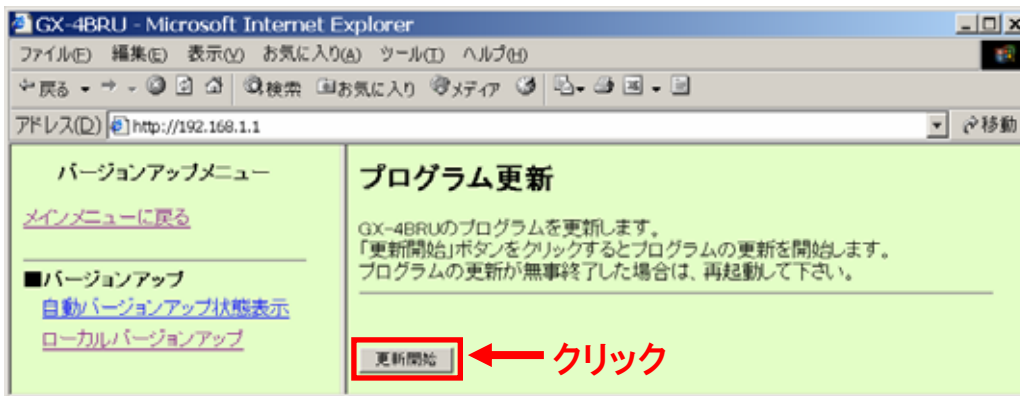 GX-4BRU - Microsoft Internet Explorer
ファイル(E) 編集(E) 表示(V) お気に入り(A) ツール(T) ヘルプ(H)
戻る 検索 お気に入り メディア
アドレス(D) http://192.168.1.1 移動
バージョンアップメニュー
メインメニューに戻る
■バージョンアップ
自動バージョンアップ状態表示
ローカルバージョンアップ
プログラム更新
GX-4BRUのプログラムを更新します。
「更新開始」ボタンをクリックするとプログラムの更新を開始します。
プログラムの更新が無事終了した場合は、再起動して下さい。
更新開始 クリック